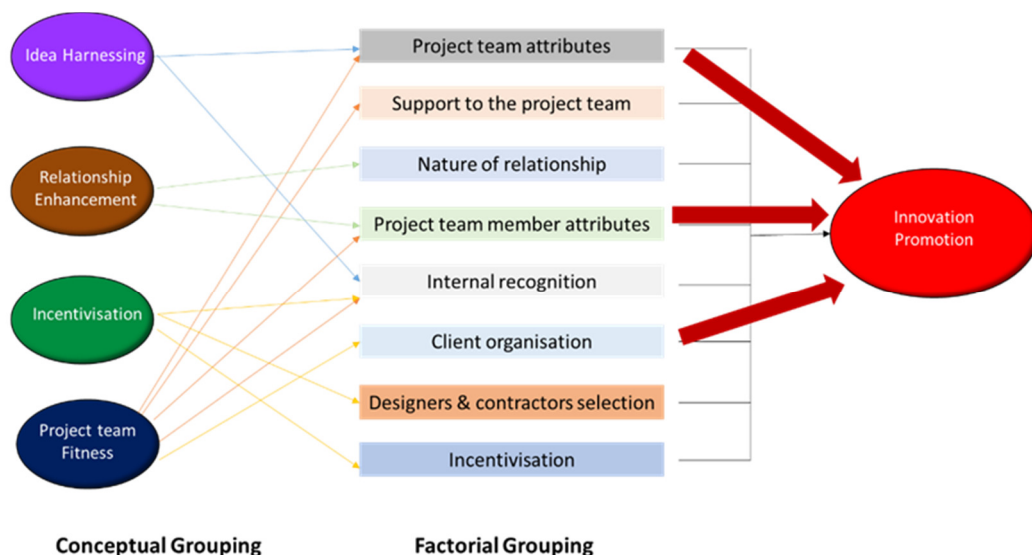 Idea Harnessing
Relationship
Enhancement
Incentivisation
Project team
Fitness
Conceptual Grouping
Project team attributes
Support to the project team
Nature of relationship
Project team member attributes
Internal recognition
Client organisation
Designers & contractors selection
Incentivisation
Factorial Grouping
Innovation
Promotion